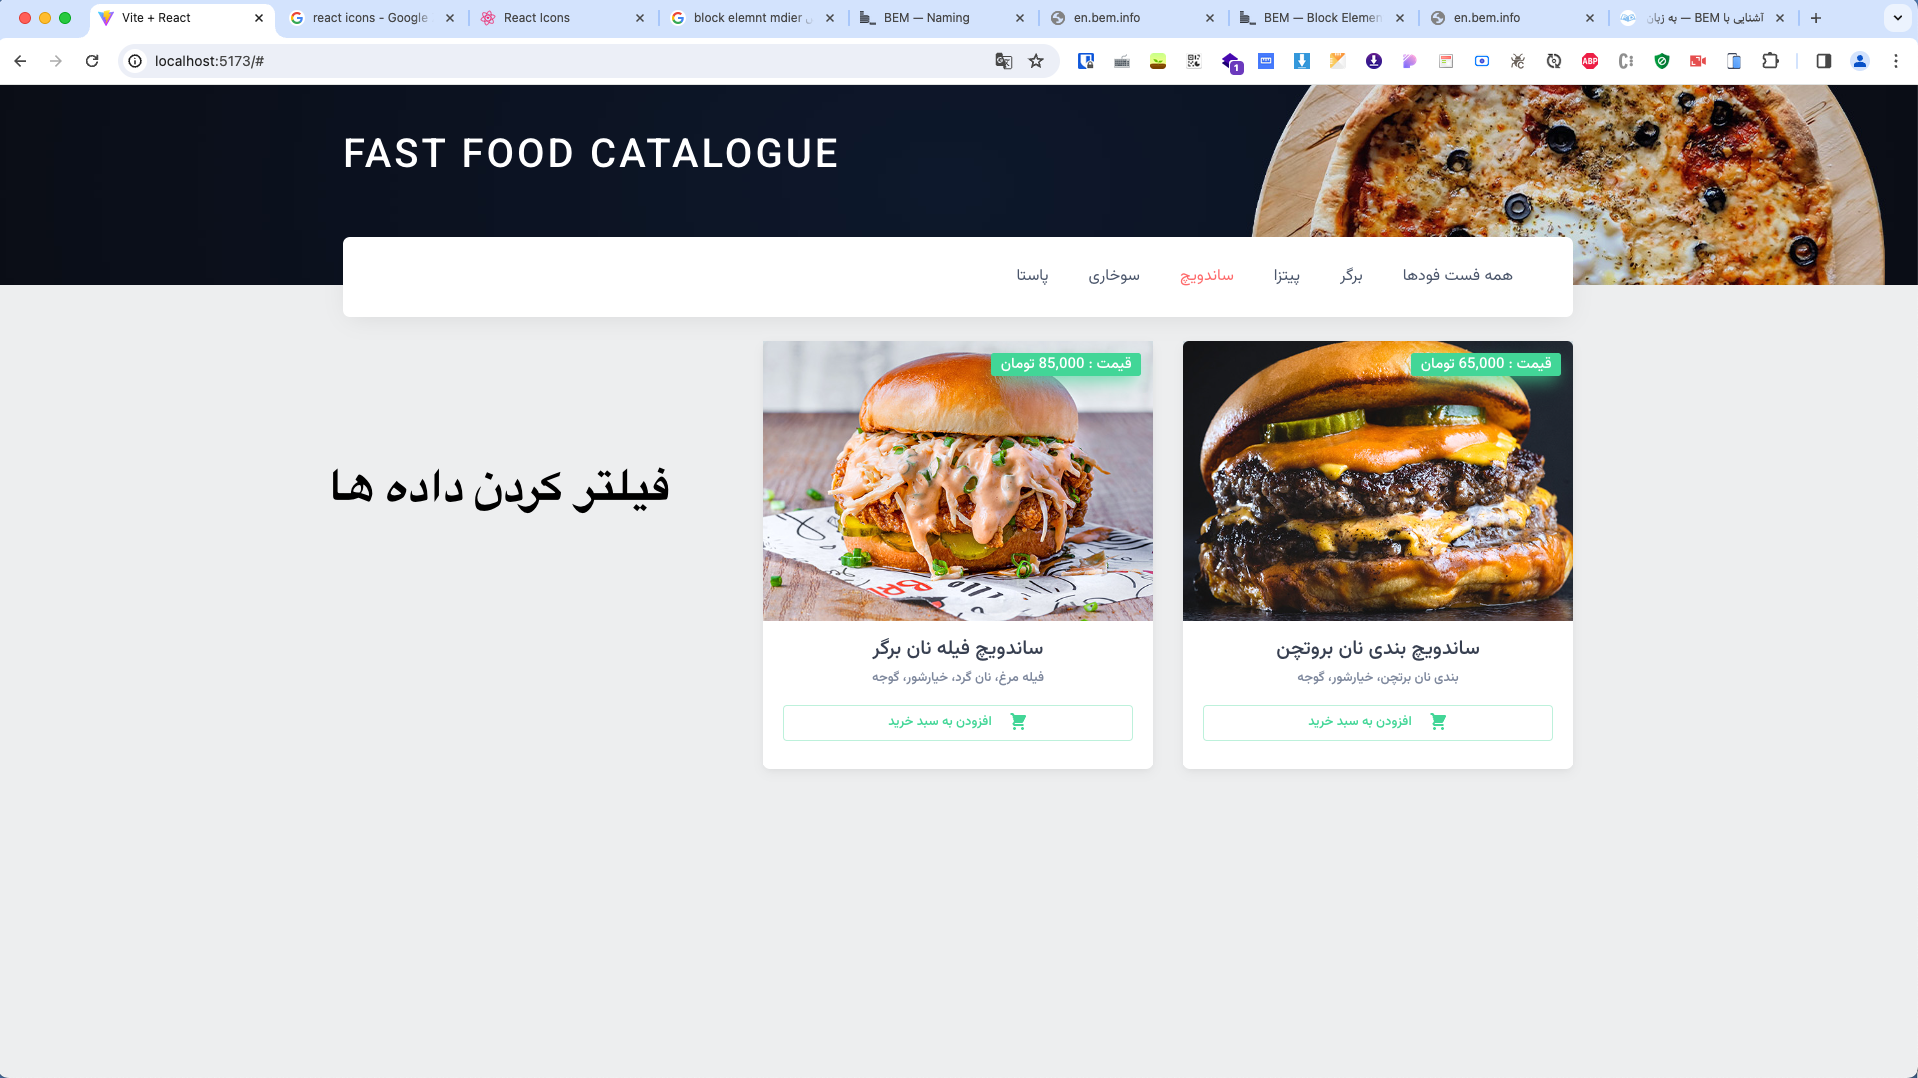 Vite + React
react icons - Google
React Icons
block elemnt mdier
BEM — Naming
en.bem.info
BEM — Block Elemen
en.bem.info
آشنایی با BEM — به زبان
localhost:5173/#
1
ABP
FAST FOOD CATALOGUE
همه فست فودها
برگر
پیتزا
ساندویچ
سوخاری
پاستا
قیمت : 65,000 تومان
ساندویچ بندی نان بروتچن
بندی نان برتچن، خیارشور، گوجه
افزودن به سبد خرید
قیمت : 85,000 تومان
ساندویچ فیله نان برگر
فیله مرغ، نان گرد، خیارشور، گوجه
افزودن به سبد خرید
فیلتر کردن داده ها